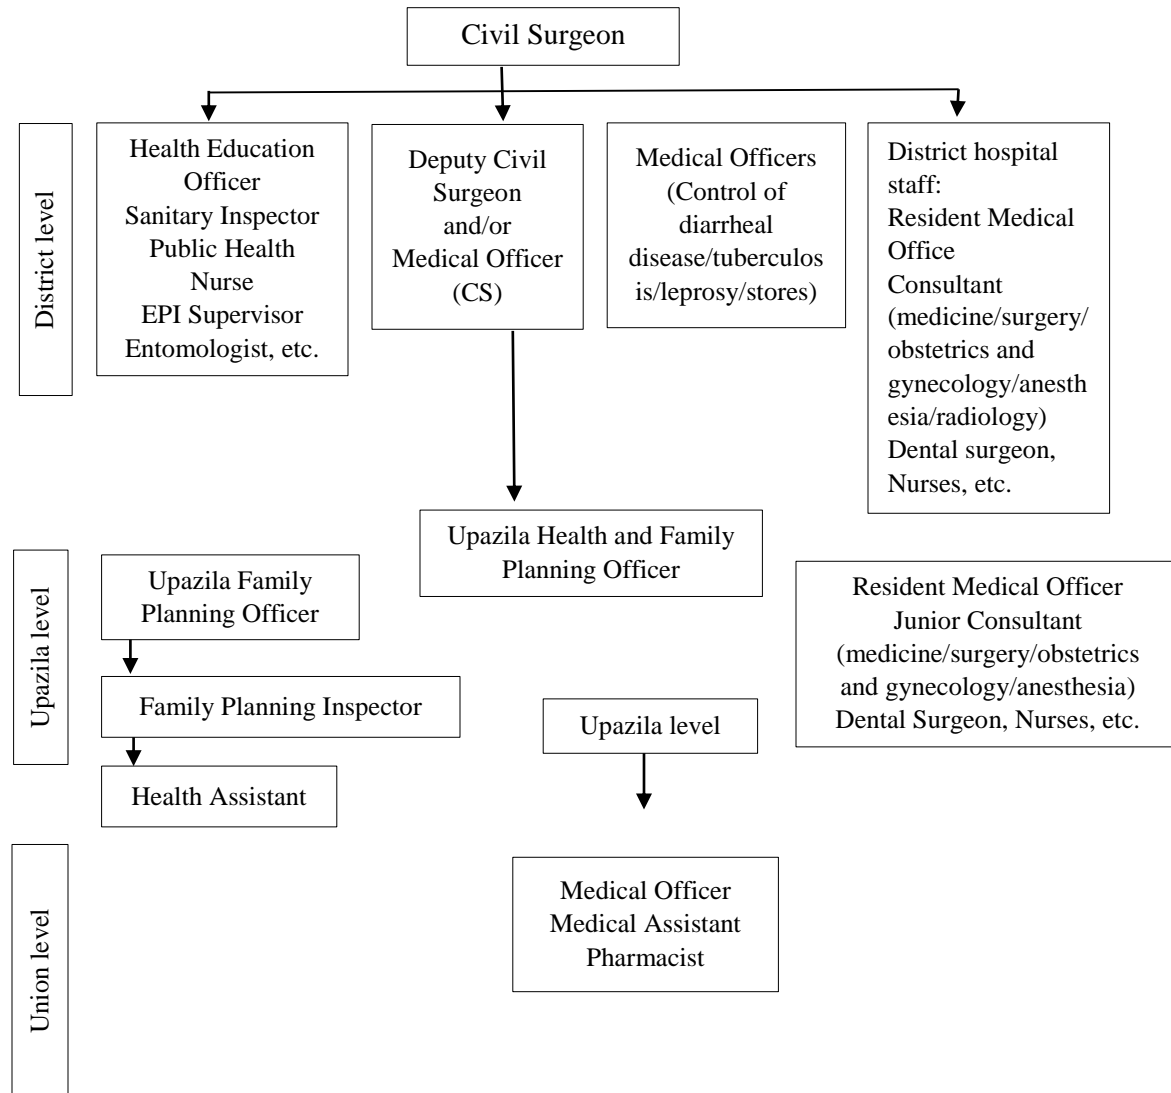 Civil Surgeon
District level
Health Education
Officer
Sanitary Inspector
Public Health
Nurse
EPI Supervisor
Entomologist, etc.
Deputy Civil
Surgeon
and/or
Medical Officer
(CS)
Medical Officers
(Control of
diarrheal
disease/tuberculos
is/leprosy/stores)
District hospital
staff:
Resident Medical
Office
Consultant
(medicine/surgery/
obstetrics and
gynecology/anesth
esia/radiology)
Dental surgeon,
Nurses, etc.
Upazila level
Upazila Health and Family
Planning Officer
Upazila Family
Planning Officer
Family Planning Inspector
Health Assistant
Resident Medical Officer
Junior Consultant
(medicine/surgery/obstetrics
and gynecology/anesthesia)
Dental Surgeon, Nurses, etc.
Upazila level
Union level
Medical Officer
Medical Assistant
Pharmacist